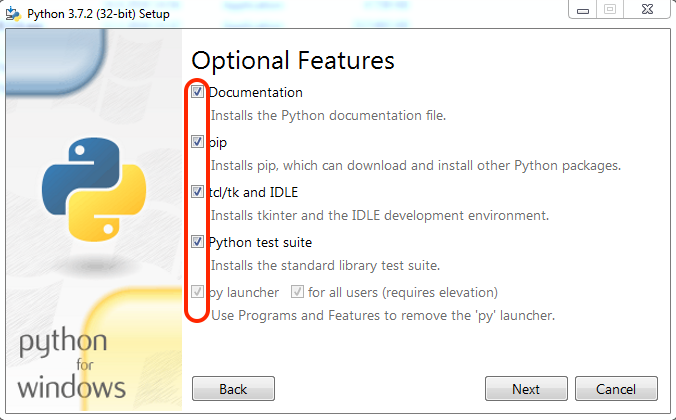 Python 3.7.2 (32-bit) Setup
Optional Features
Documentation
Installs the Python documentation file.
pip
Installs pip, which can download and install other Python packages.
tcl/tk and IDLE
Installs tkinter and the IDLE development environment.
Python test suite
Installs the standard library test suite.
py launcher for all users (requires elevation)
Use Programs and Features to remove the 'py' launcher.
python
for
windows
Back Next Cancel